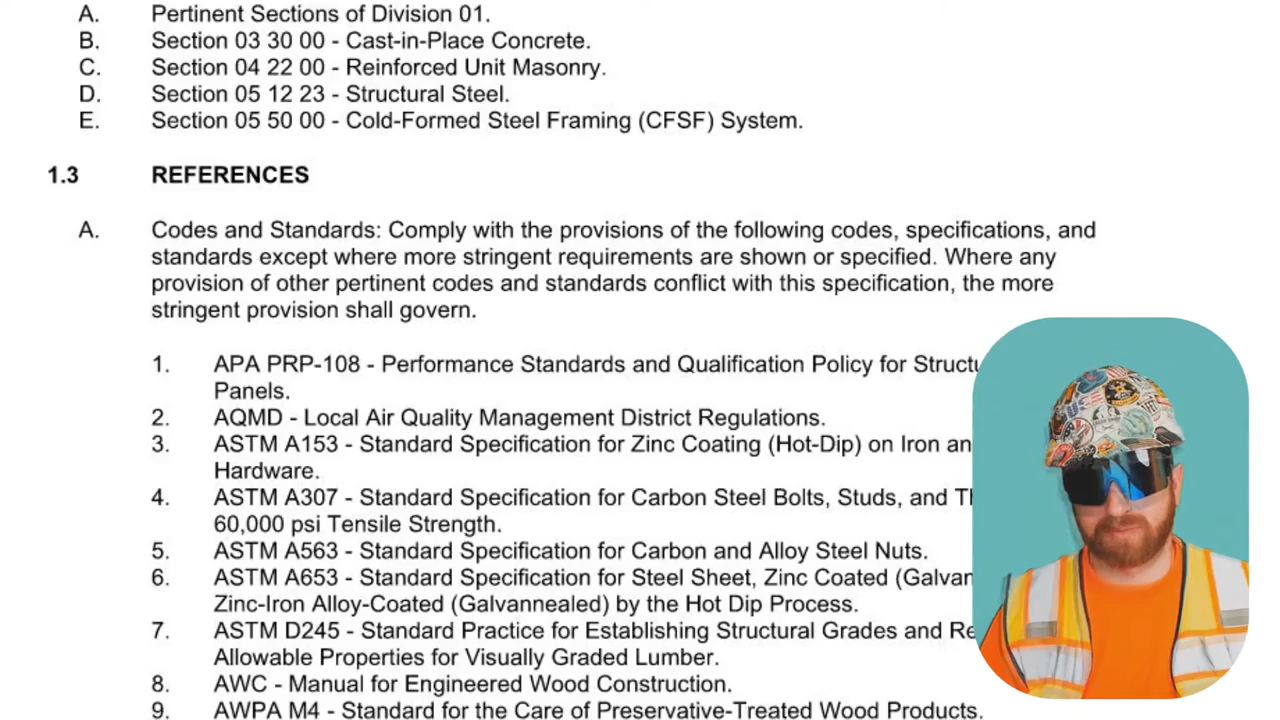 A. Pertinent Sections of Division 01.
B. Section 03 30 00 - Cast-in-Place Concrete.
C. Section 04 22 00 - Reinforced Unit Masonry.
D. Section 05 12 23 - Structural Steel.
E. Section 05 50 00 - Cold-Formed Steel Framing (CFSF) System.
1.3 REFERENCES
A. Codes and Standards: Comply with the provisions of the following codes, specifications, and
standards except where more stringent requirements are shown or specified. Where any
provision of other pertinent codes and standards conflict with this specification, the more
stringent provision shall govern.
1. APA PRP-108 - Performance Standards and Qualification Policy for
Panels.
2. AQMD - Local Air Quality Management District Regulations.
3. ASTM A153 - Standard Specification for Zinc Coating (Hot-Dip) on Iron
Hardware.
4. ASTM A307 - Standard Specification for Carbon Steel Bolts, Studs, and
60,000 psi Tensile Strength.
5. ASTM A563 - Standard Specification for Carbon and Alloy Steel Nuts.
6. ASTM A653 - Standard Specification for Steel Sheet, Zinc Coated
Zinc-Iron Alloy-Coated (Galvannealed) by the Hot Dip Process.
7. ASTM D245 - Standard Practice for Establishing Structural Grades and
Allowable Properties for Visually Graded Lumber.
8. AWC - Manual for Engineered Wood Construction.
9. AWPA M4 - Standard for the Care of Preservative-Treated Wood Products.